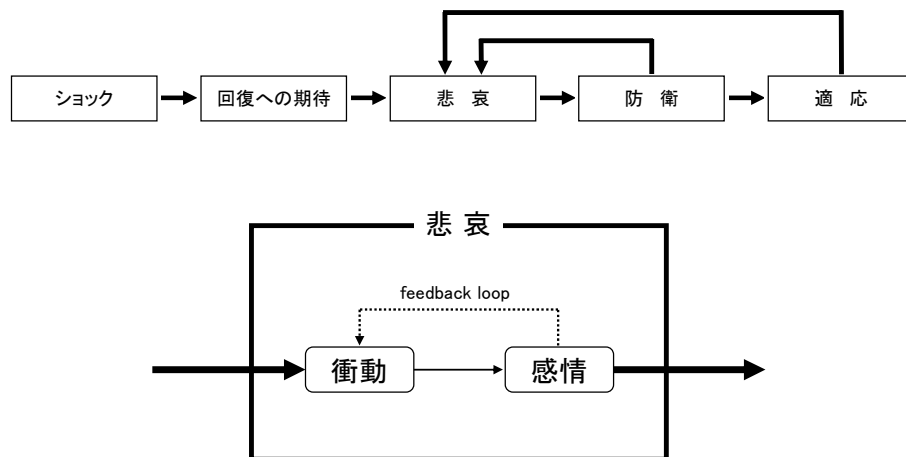 ショック
回復への期待
悲 哀
防 衛
適 応
悲 哀
feedback loop
衝動
感情